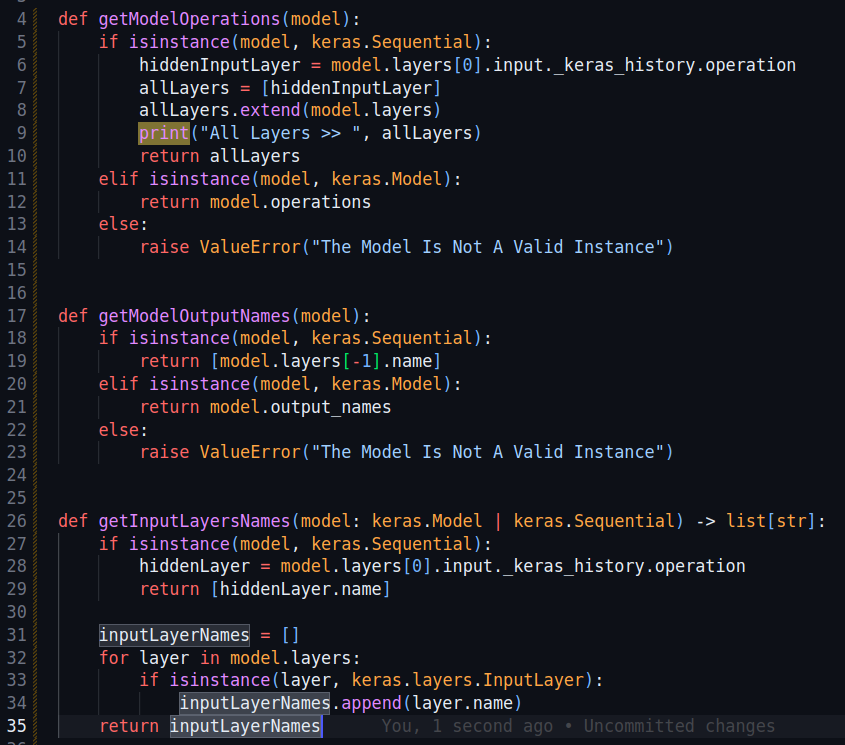 4 def getModelOperations(model):
5     if isinstance(model, keras.Sequential):
6         hiddenInputLayer = model.layers[0].input._keras_history.operation
7         allLayers = [hiddenInputLayer]
8         allLayers.extend(model.layers)
9         print("All Layers >> ", allLayers)
10         return allLayers
11     elif isinstance(model, keras.Model):
12         return model.operations
13     else:
14         raise ValueError("The Model Is Not A Valid Instance")
15
16
17 def getModelOutputNames(model):
18     if isinstance(model, keras.Sequential):
19         return [model.layers[-1].name]
20     elif isinstance(model, keras.Model):
21         return model.output_names
22     else:
23         raise ValueError("The Model Is Not A Valid Instance")
24
25
26 def getInputLayersNames(model: keras.Model | keras.Sequential) -> list[str]:
27     if isinstance(model, keras.Sequential):
28         hiddenLayer = model.layers[0].input._keras_history.operation
29         return [hiddenLayer.name]
30
31     inputLayerNames = []
32     for layer in model.layers:
33         if isinstance(layer, keras.layers.InputLayer):
34             inputLayerNames.append(layer.name)
35     return inputLayerNames You, 1 second ago • Uncommitted changes